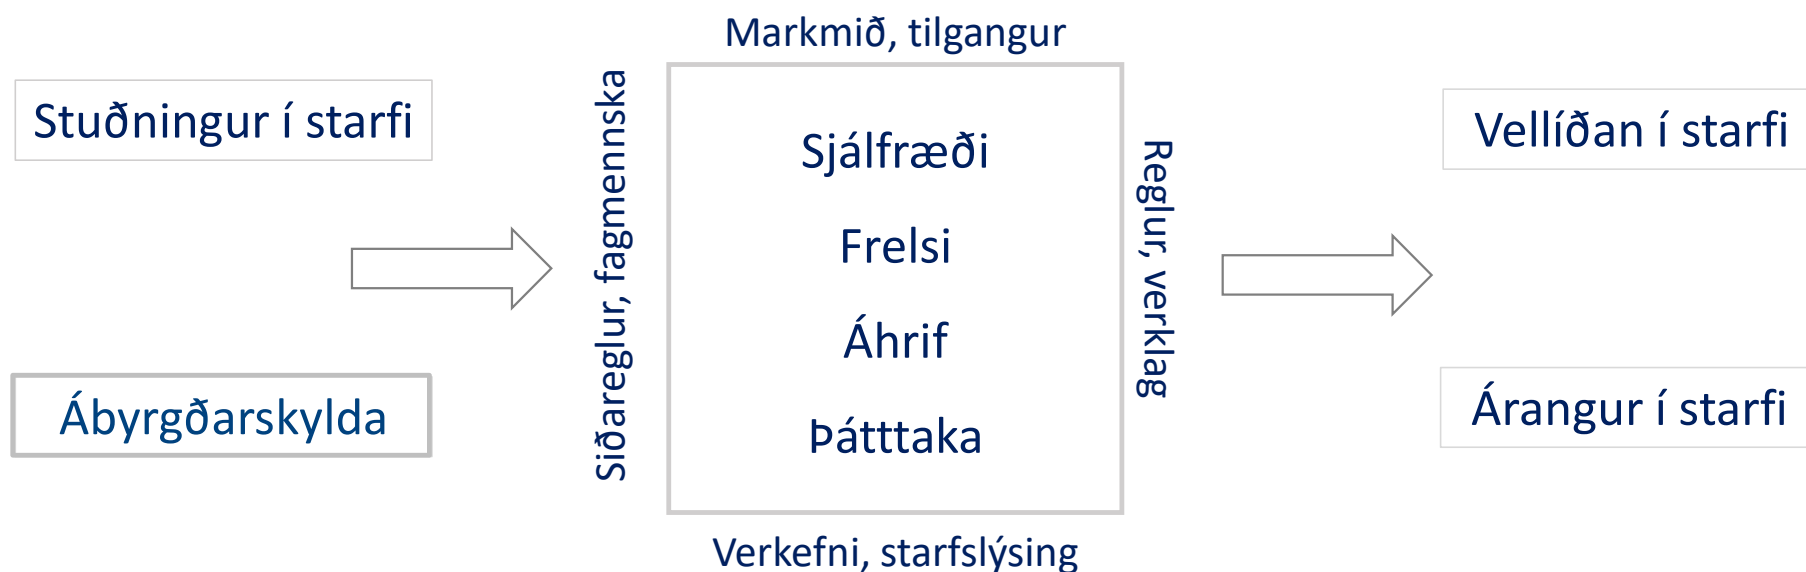 Markmið, tilgangur
Stuðningur í starfi
Ábyrgðarskylda
Siðareglur, fagmennska
Sjálfræði
Frelsi
Áhrif
Þátttaka
Reglur, verklag
Verkefni, starfslýsing
Vellíðan í starfi
Árangur í starfi